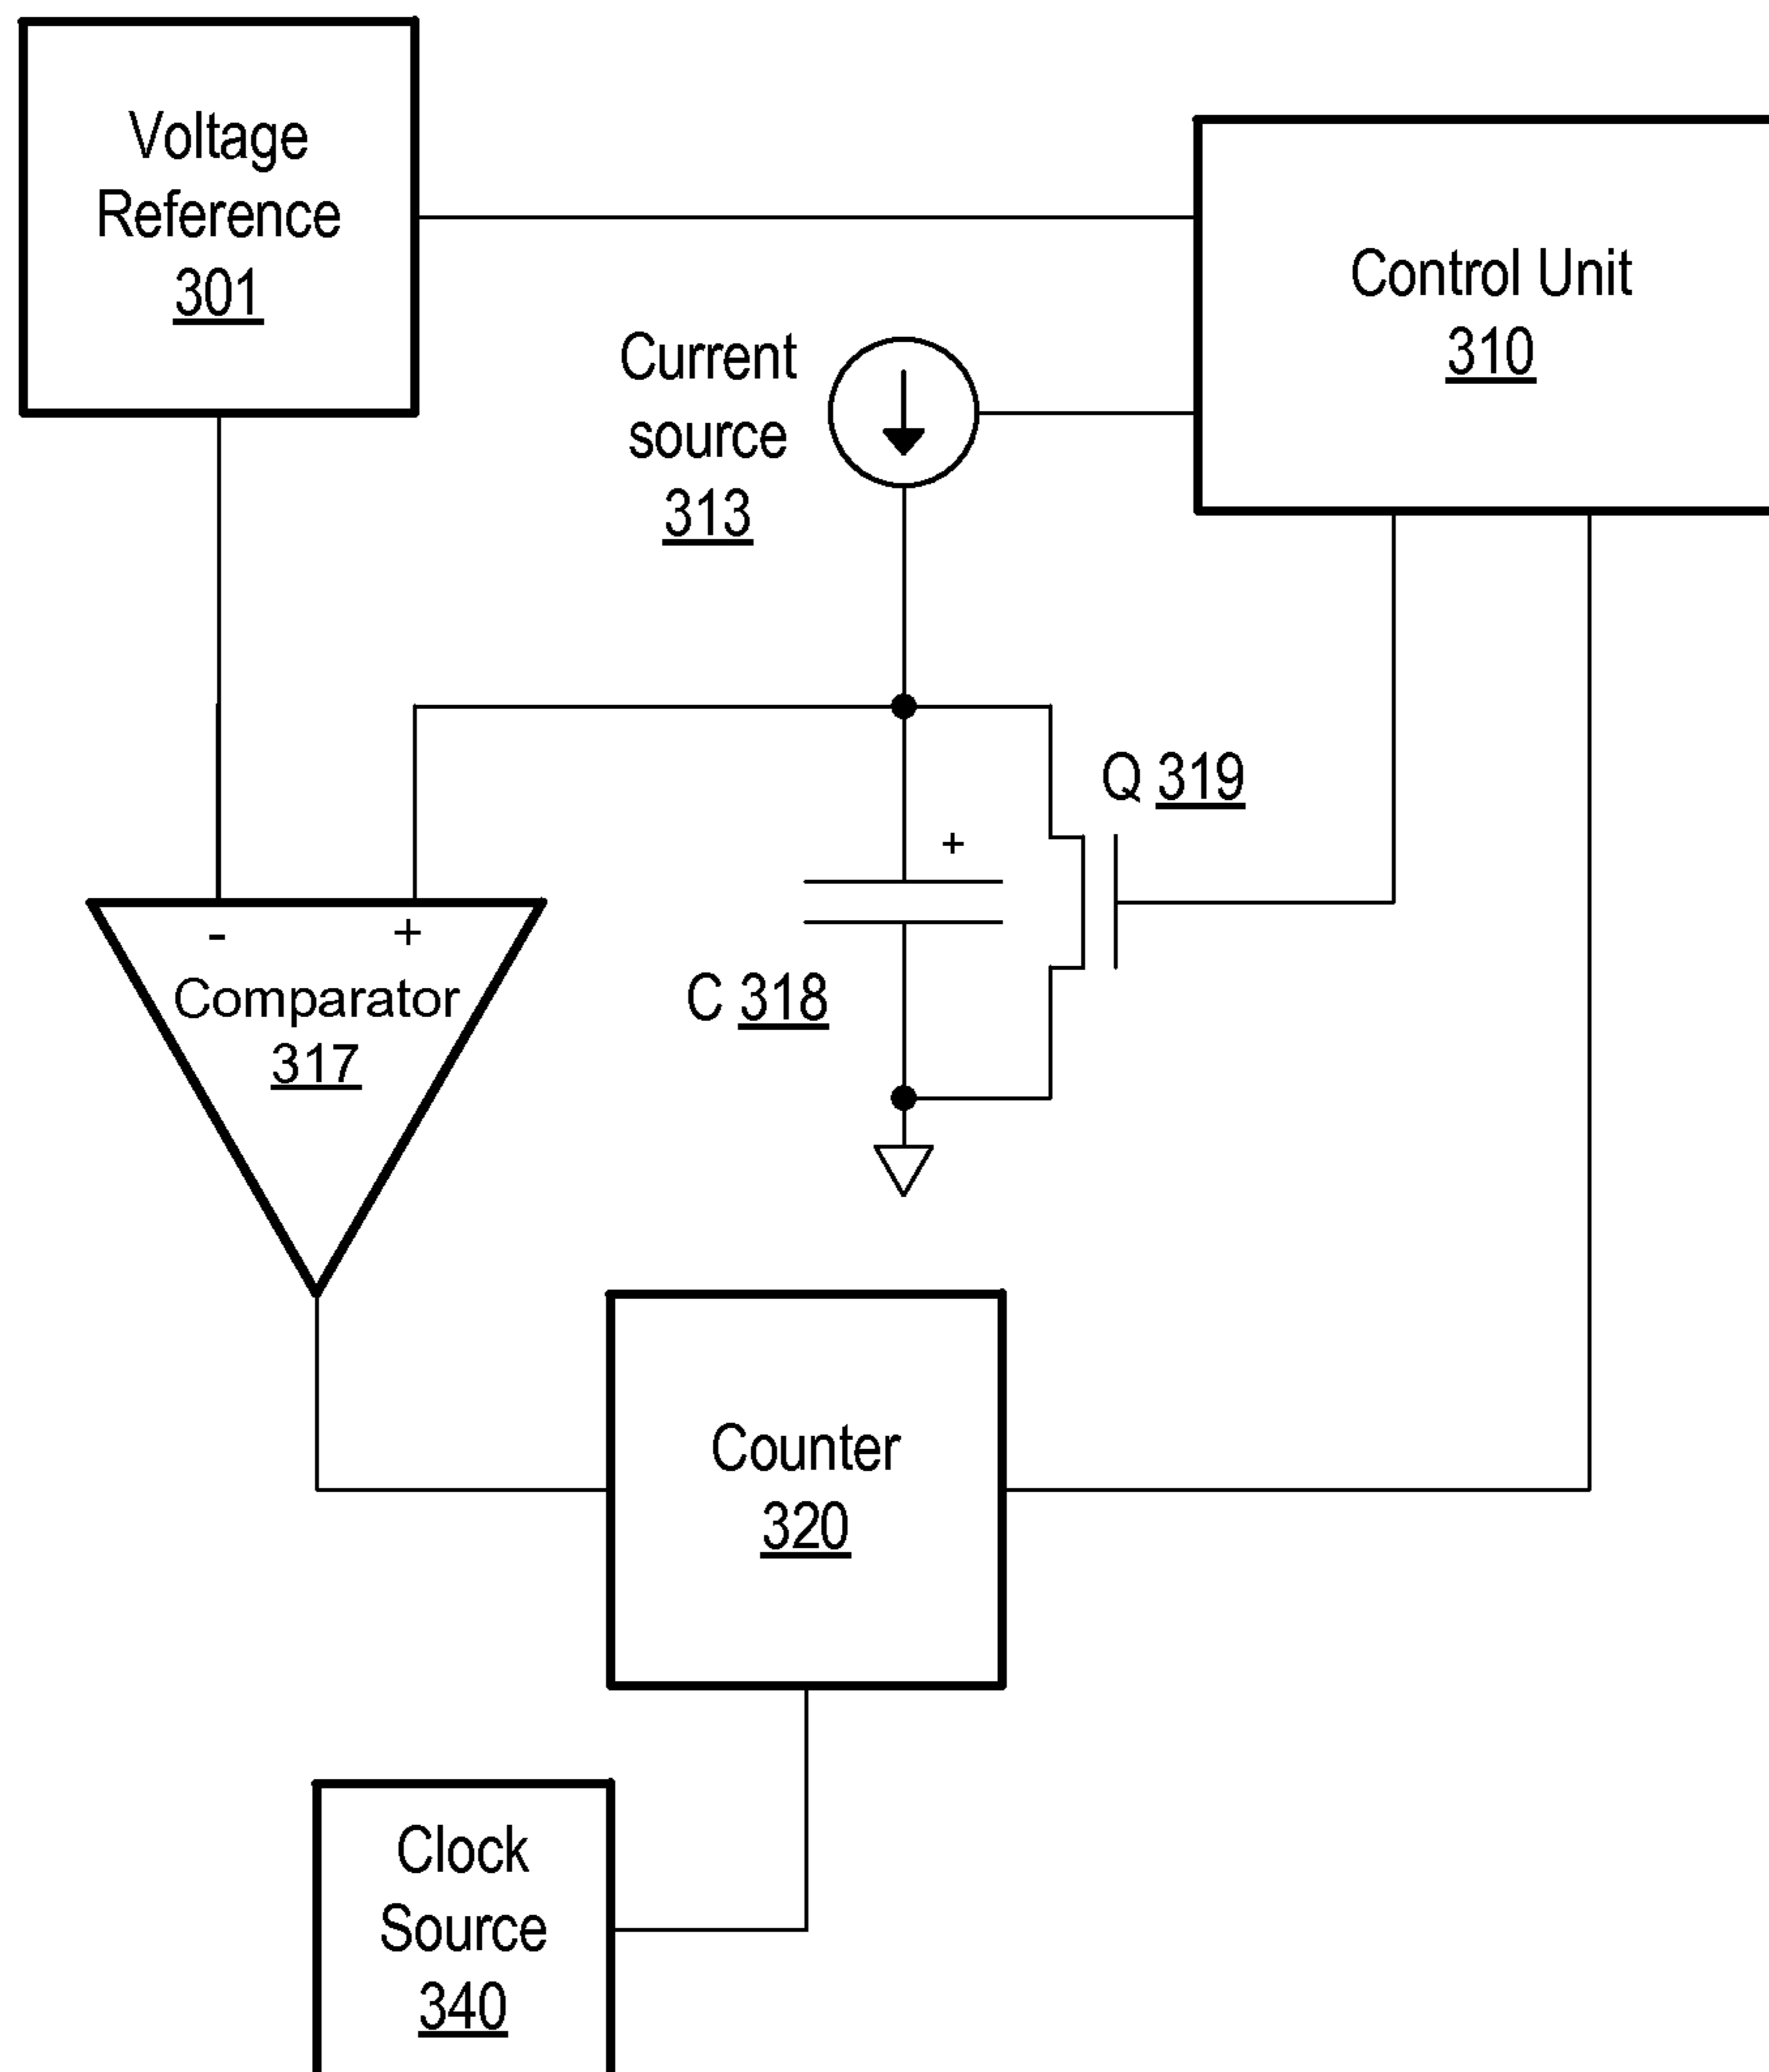 Voltage
Reference
301
Control Unit
310
Current
source
313
Q 319
+
- +
Comparator
317
C 318
Counter
320
Clock
Source
340